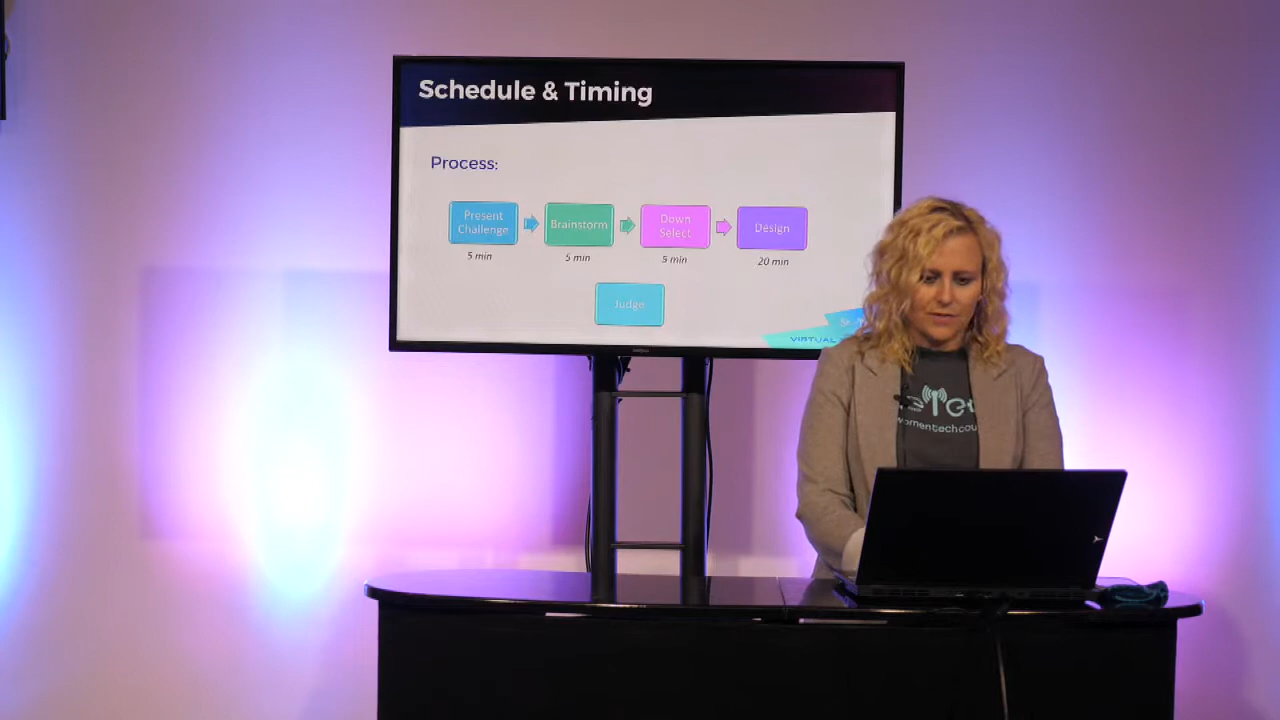 Schedule & Timing
Process:
Present
Challenge
Brainstorm
Down
Select
Design
5 min
5 min
5 min
20 min
Judge
VIRTUAL
womentechcou